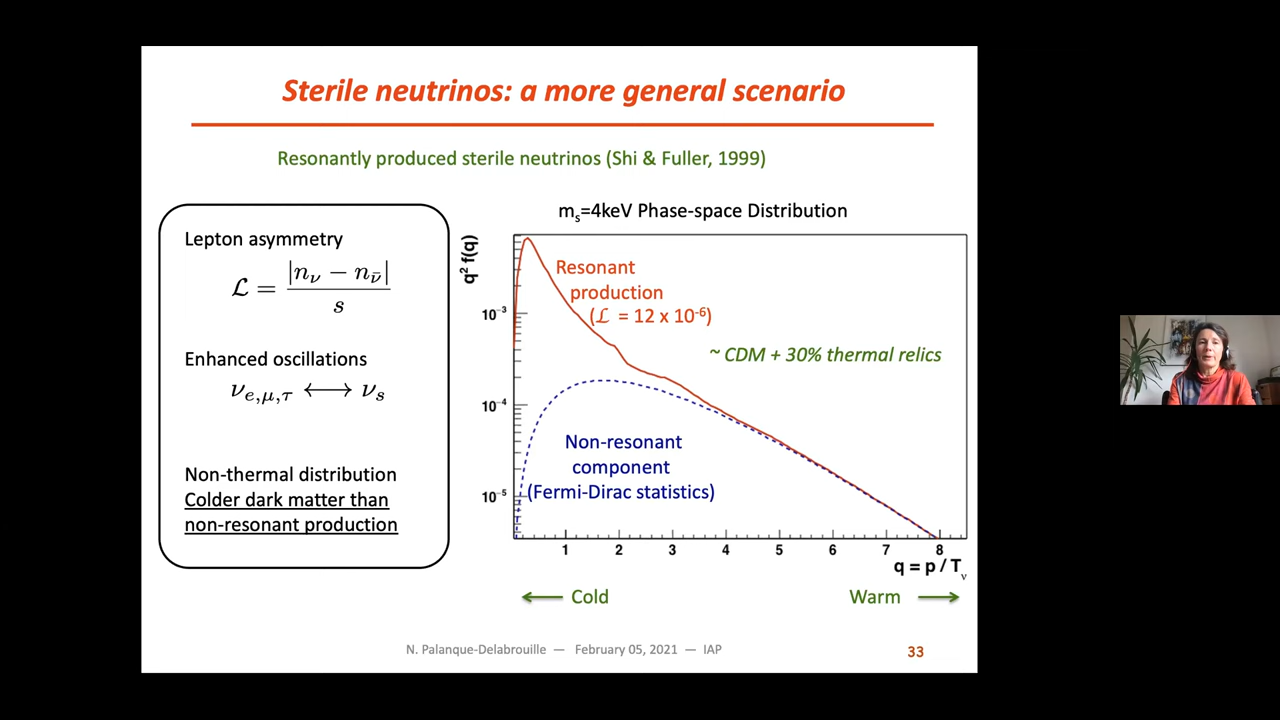 Sterile neutrinos: a more general scenario
Resonantly produced sterile neutrinos (Shi & Fuller, 1999)
Lepton asymmetry
ℒ = |n_ν − n_ν̄| / s
Enhanced oscillations
ν_e,μ,τ ⟷ ν_s
Non-thermal distribution
Colder dark matter than
non-resonant production
m_s=4keV Phase-space Distribution
q² f(q)
10⁻³
10⁻⁴
10⁻⁵
Resonant
production
(ℒ = 12 x 10⁻⁶)
~ CDM + 30% thermal relics
Non-resonant
component
(Fermi-Dirac statistics)
1 2 3 4 5 6 7 8
q = p / T_ν
← Cold
Warm →
N. Palanque-Delabrouille — February 05, 2021 — IAP
33